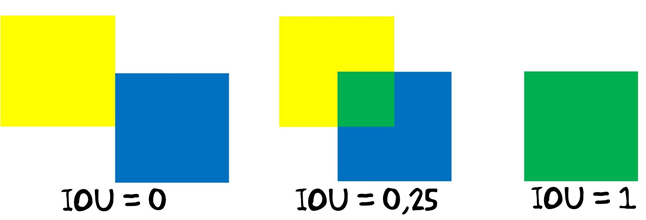 IOU = 0
IOU = 0,25
IOU = 1